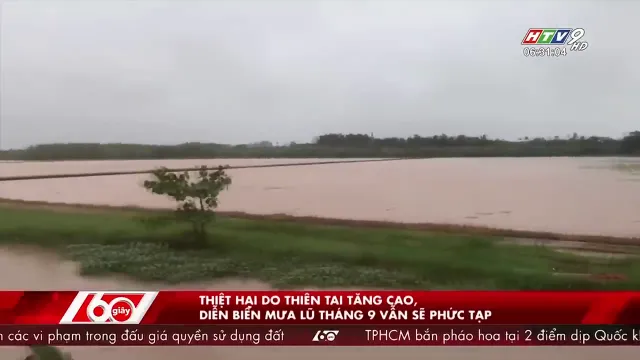 HTV9 HD
06:31:04
THIỆT HẠI DO THIÊN TAI TĂNG CAO,
60 giây
DIỄN BIẾN MƯA LŨ THÁNG 9 VẪN SẼ PHỨC TẠP
n các vi phạm trong đấu giá quyền sử dụng đất TPHCM bắn pháo hoa tại 2 điểm dịp Quốc k